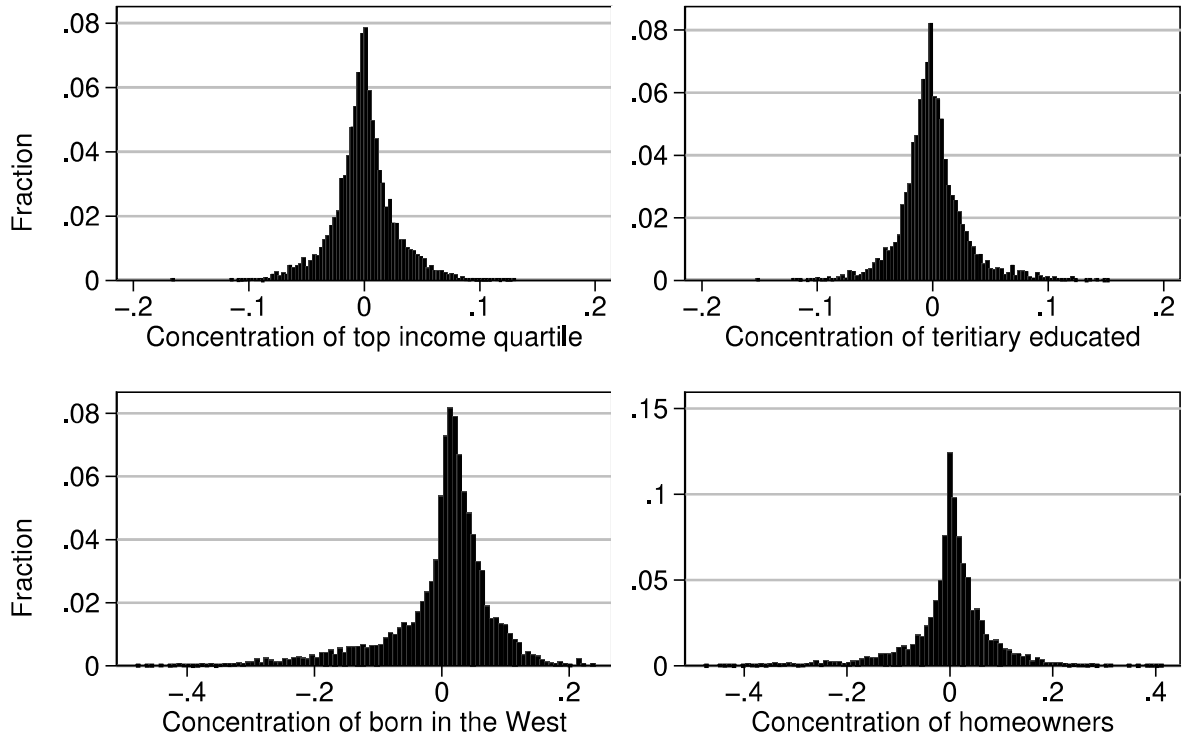 Fraction
.08
.06
.04
.02
0
−.2 −.1 0 .1 .2
Concentration of top income quartile
.08
.06
.04
.02
0
−.2 −.1 0 .1 .2
Concentration of teritiary educated
Fraction
.08
.06
.04
.02
0
−.4 −.2 0 .2
Concentration of born in the West
.15
.1
.05
0
−.4 −.2 0 .2 .4
Concentration of homeowners